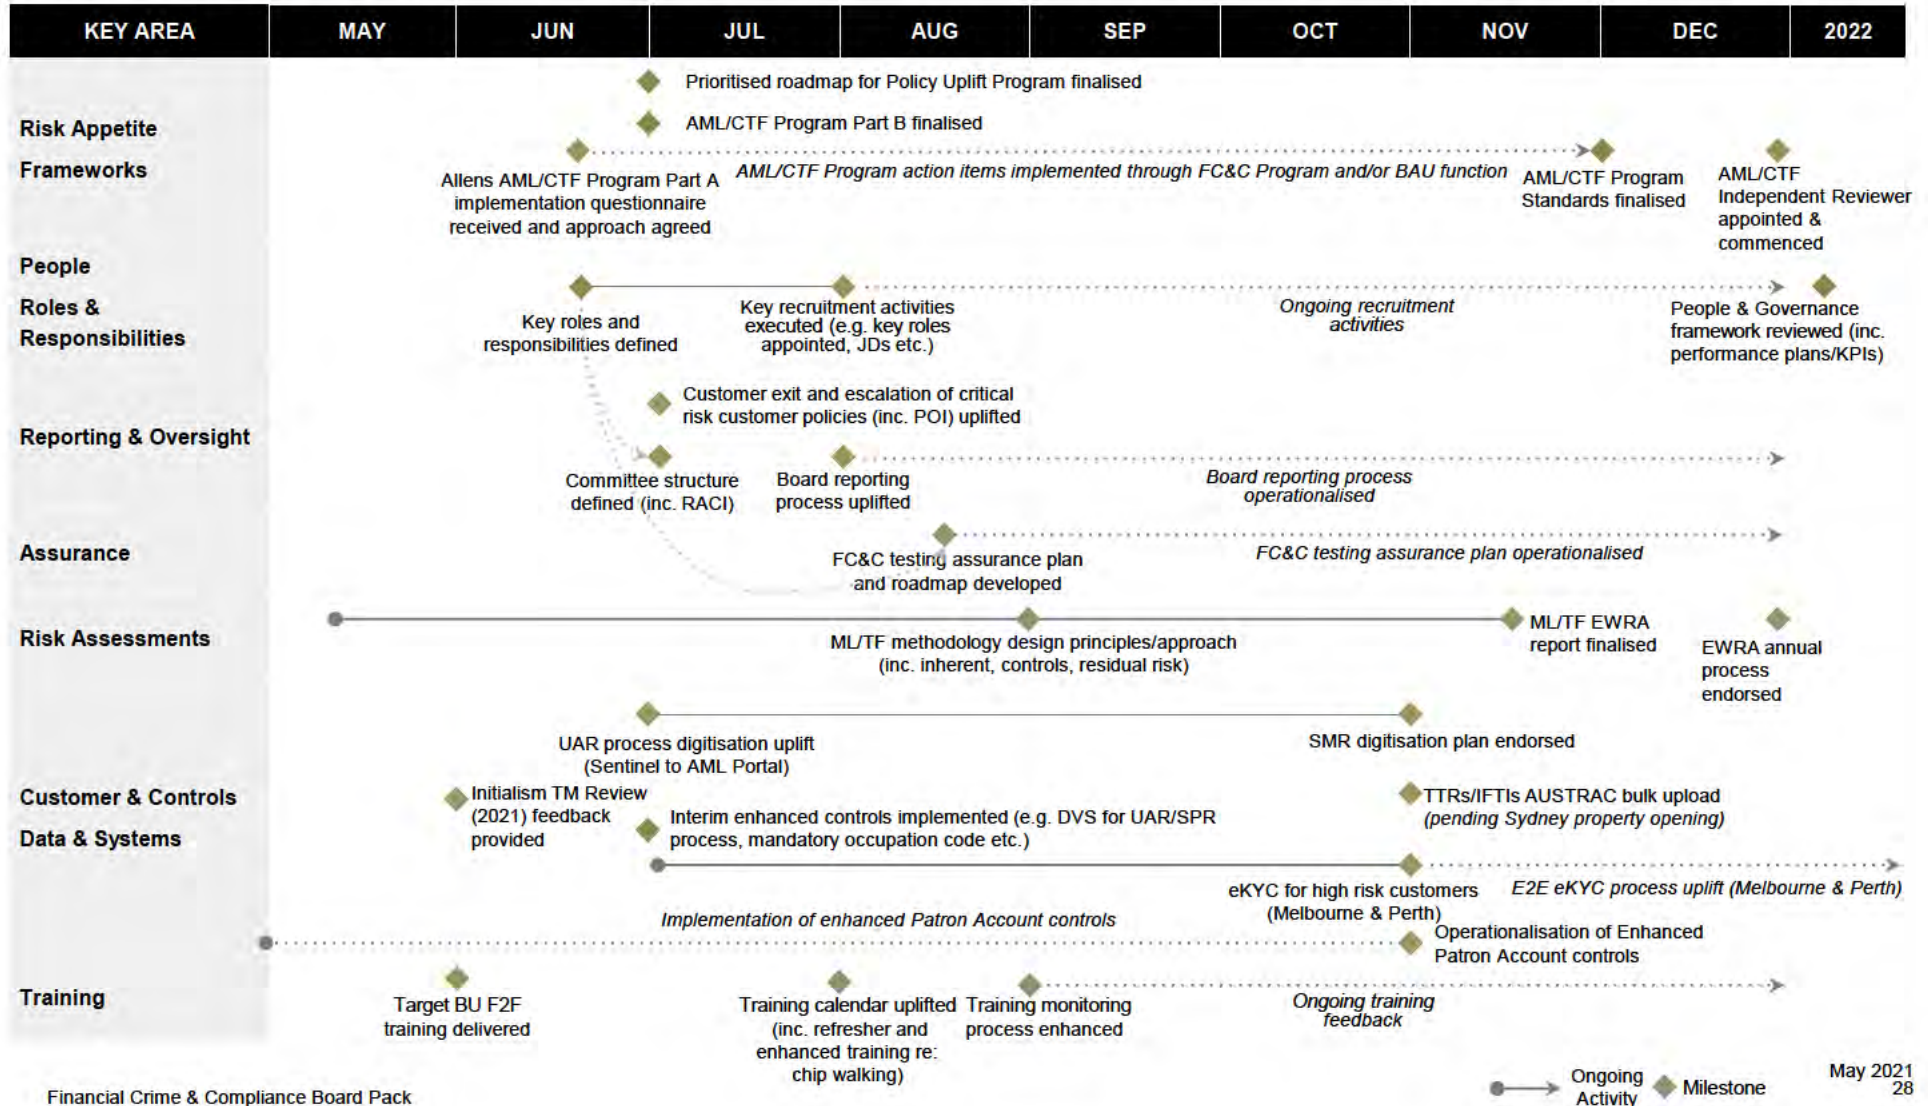 KEY AREA MAY JUN JUL AUG SEP OCT NOV DEC 2022
Prioritised roadmap for Policy Uplift Program finalised
Risk Appetite
Frameworks
AML/CTF Program Part B finalised
Allens AML/CTF Program Part A
implementation questionnaire
received and approach agreed
AML/CTF Program action items implemented through FC&C Program and/or BAU function
AML/CTF Program
Standards finalised
AML/CTF
Independent Reviewer
appointed &
commenced
People
Roles &
Responsibilities
Key roles and
responsibilities defined
Key recruitment activities
executed (e.g. key roles
appointed, JDs etc.)
Ongoing recruitment
activities
People & Governance
framework reviewed (inc.
performance plans/KPIs)
Reporting & Oversight
Customer exit and escalation of critical
risk customer policies (inc. POI) uplifted
Committee structure
defined (inc. RACI)
Board reporting
process uplifted
Board reporting process
operationalised
Assurance
FC&C testing assurance plan
and roadmap developed
FC&C testing assurance plan operationalised
Risk Assessments
ML/TF methodology design principles/approach
(inc. inherent, controls, residual risk)
ML/TF EWRA
report finalised
EWRA annual
process
endorsed
UAR process digitisation uplift
(Sentinel to AML Portal)
SMR digitisation plan endorsed
Customer & Controls
Data & Systems
Initialism TM Review
(2021) feedback
provided
Interim enhanced controls implemented (e.g. DVS for UAR/SPR
process, mandatory occupation code etc.)
TTRs/IFTIs AUSTRAC bulk upload
(pending Sydney property opening)
eKYC for high risk customers
(Melbourne & Perth)
E2E eKYC process uplift (Melbourne & Perth)
Implementation of enhanced Patron Account controls
Operationalisation of Enhanced
Patron Account controls
Training
Target BU F2F
training delivered
Training calendar uplifted
(inc. refresher and
enhanced training re:
chip walking)
Training monitoring
process enhanced
Ongoing training
feedback
Financial Crime & Compliance Board Pack
Ongoing
Activity
Milestone
May 2021
28